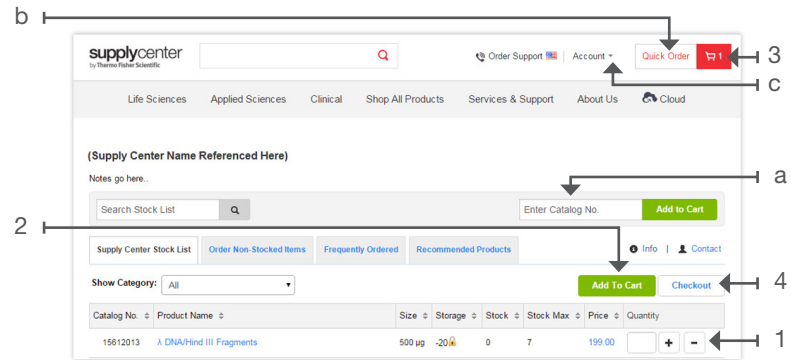 b
supplycenter
by Thermo Fisher Scientific
Order Support | Account
Quick Order
1
3
c
Life Sciences Applied Sciences Clinical Shop All Products Services & Support About Us Cloud
(Supply Center Name Referenced Here)
Notes go here..
a
Search Stock List
Enter Catalog No. Add to Cart
2
Supply Center Stock List Order Non-Stocked Items Frequently Ordered Recommended Products Info | Contact
Show Category: All Add To Cart Checkout
4
Catalog No. Product Name Size Storage Stock Stock Max Price Quantity
15612013 λ DNA/Hind III Fragments 500 µg -20 0 7 199.00 + -
1